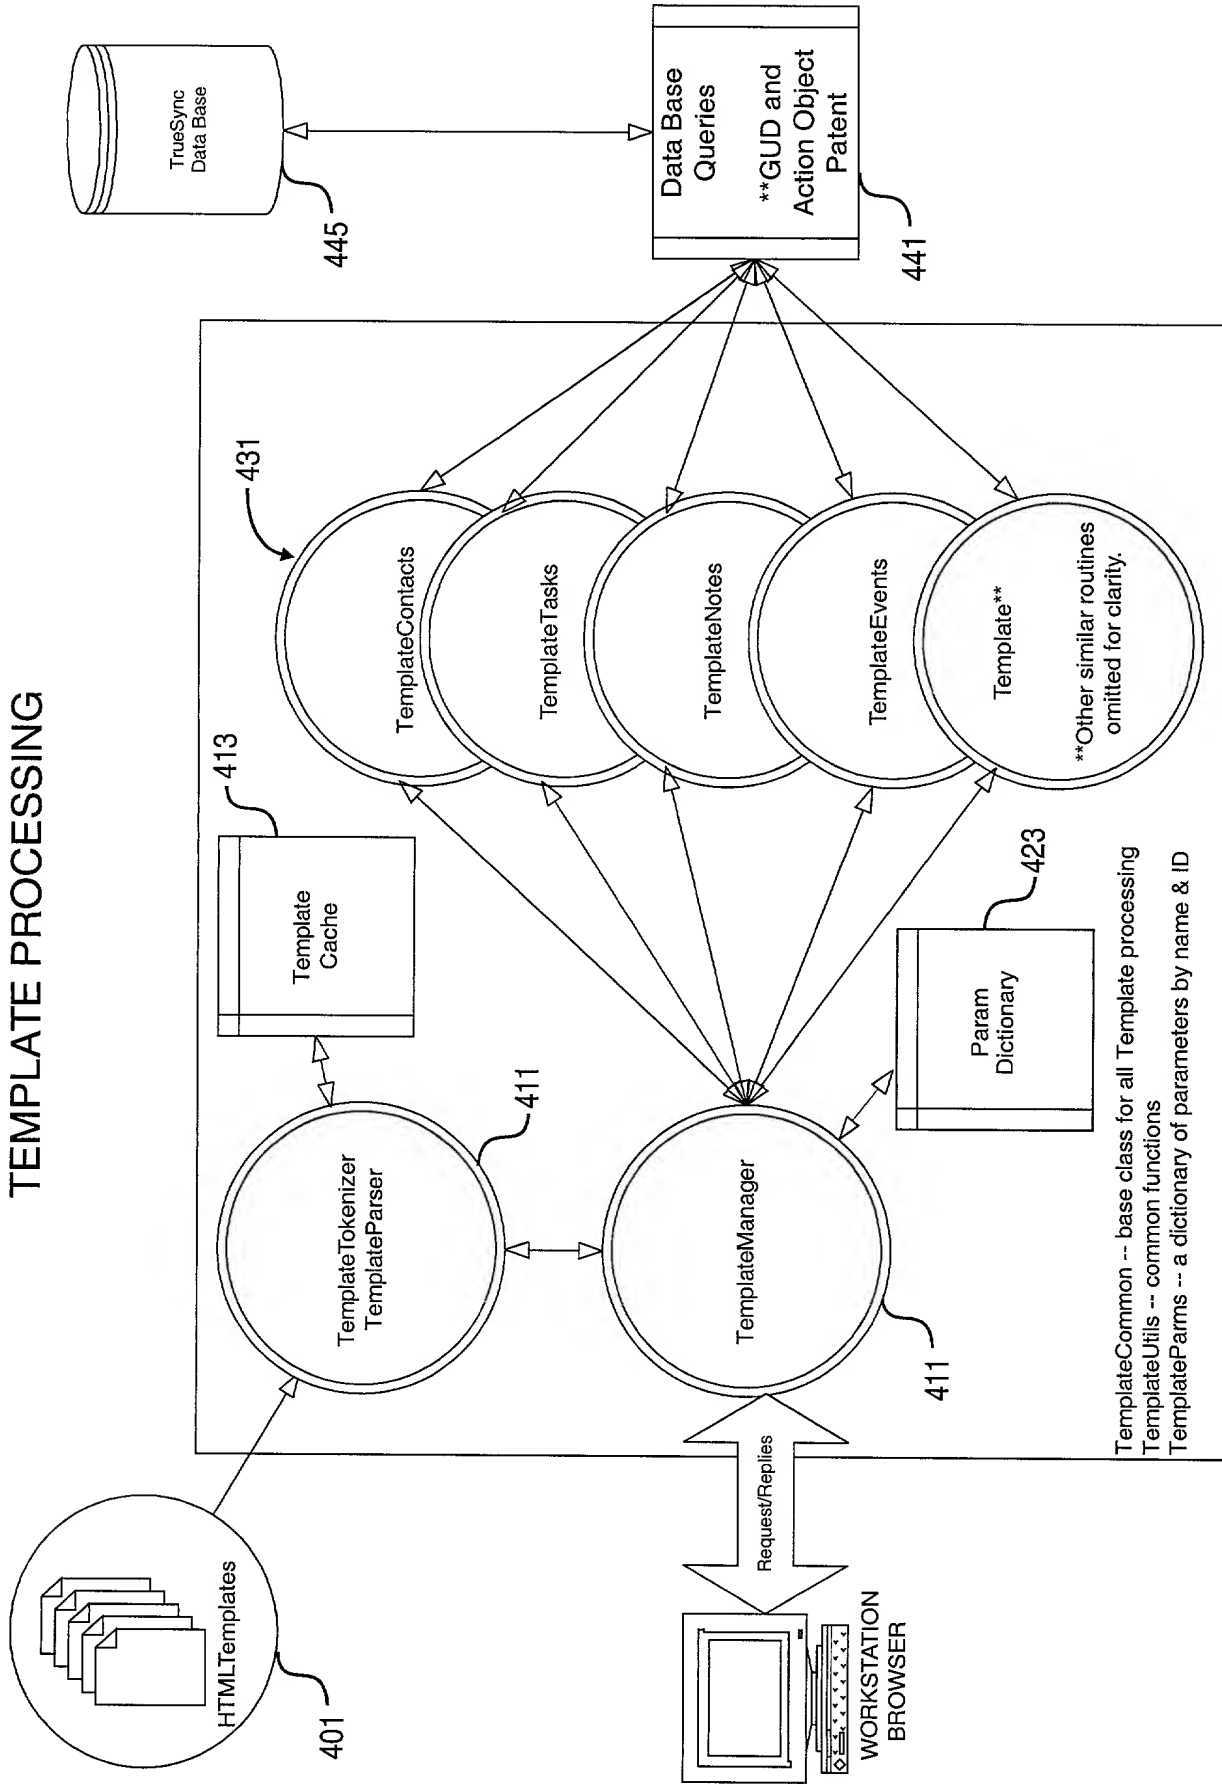 TEMPLATE PROCESSING
HTMLTemplates
401
TemplateTokenizer
TemplateParser
411
Template
Cache
413
431
TrueSync
Data Base
445
WORKSTATION
BROWSER
Request/Replies
TemplateManager
411
Param
Dictionary
423
TemplateContacts
TemplateTasks
TemplateNotes
TemplateEvents
Template**
**Other similar routines
omitted for clarity.
Data Base
Queries
**GUD and
Action Object
Patent
441
TemplateCommon -- base class for all Template processing
TemplateUtils -- common functions
TemplateParms -- a dictionary of parameters by name & ID